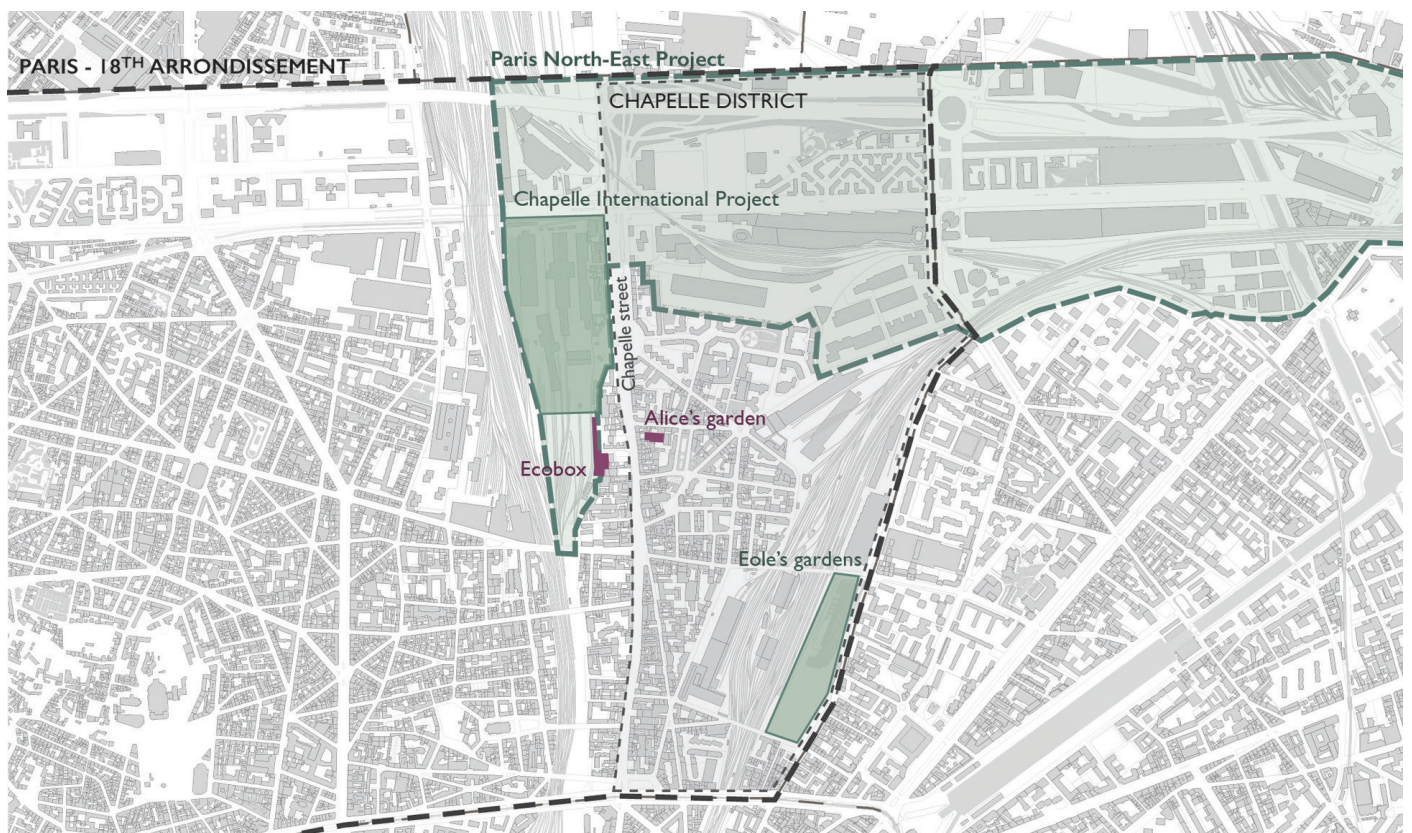 PARIS - 18TH ARRONDISSEMENT
Paris North-East Project
CHAPELLE DISTRICT
Chapelle International Project
Chapelle street
Alice's garden
Ecobox
Eole's gardens